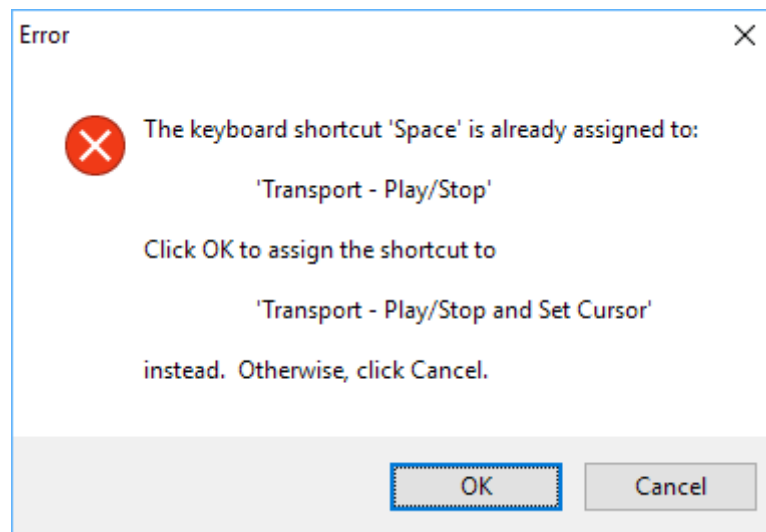 Error
The keyboard shortcut 'Space' is already assigned to:
'Transport - Play/Stop'
Click OK to assign the shortcut to
'Transport - Play/Stop and Set Cursor'
instead.  Otherwise, click Cancel.
OK
Cancel